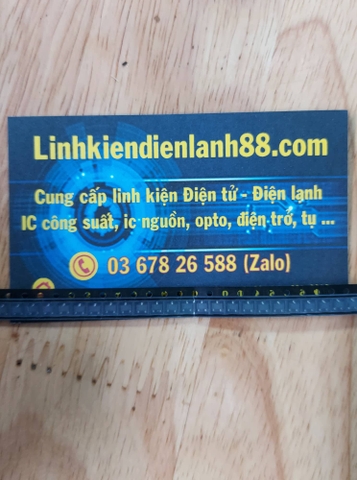 Linhkiendienlanh88.com
Cung cấp linh kiện Điện tử - Điện lạnh
IC công suất, ic nguồn, opto, điện trở, tụ ...
03 678 26 588 (Zalo)